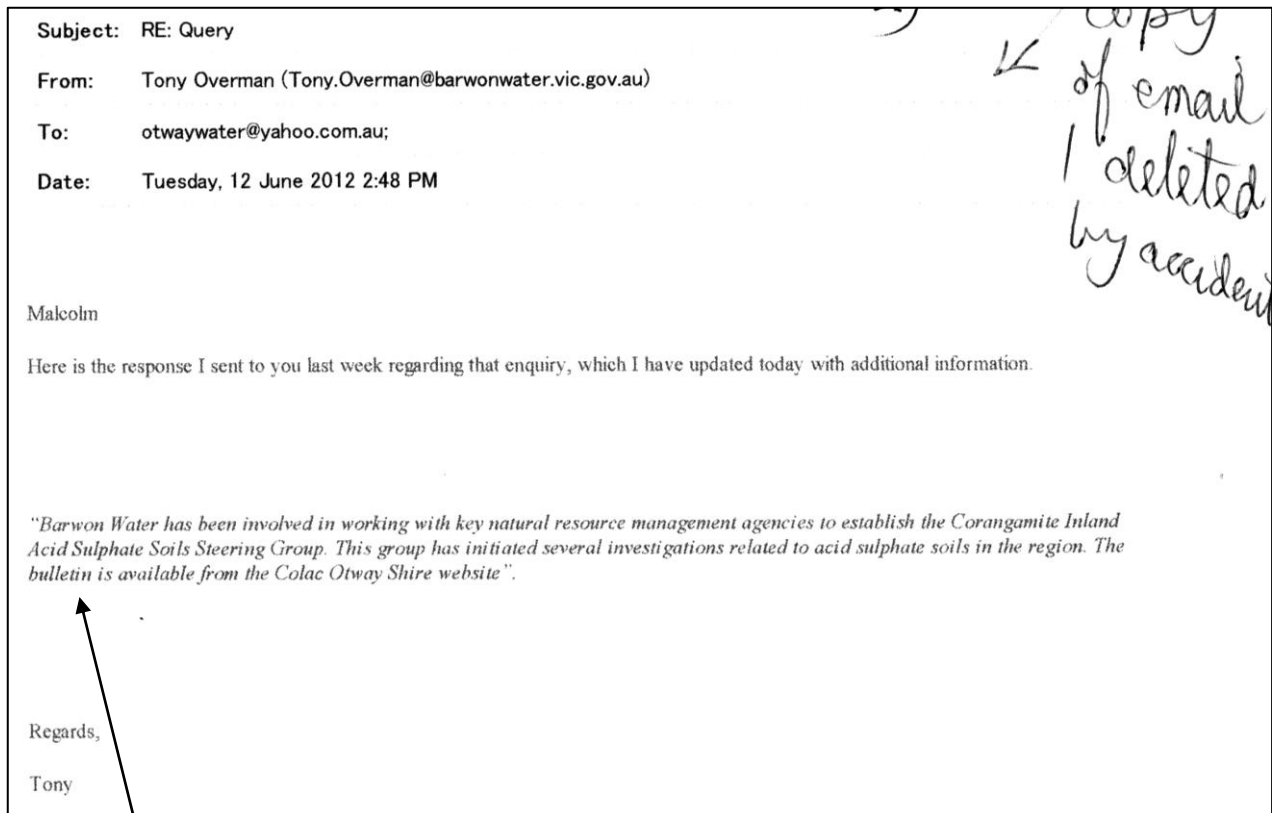 Subject: RE: Query
From: Tony Overman (Tony.Overman@barwonwater.vic.gov.au)
To: otwaywater@yahoo.com.au;
Date: Tuesday, 12 June 2012 2:48 PM
copy
of email
I deleted
by accident
Malcolm
Here is the response I sent to you last week regarding that enquiry, which I have updated today with additional information.
"Barwon Water has been involved in working with key natural resource management agencies to establish the Corangamite Inland
Acid Sulphate Soils Steering Group. This group has initiated several investigations related to acid sulphate soils in the region. The
bulletin is available from the Colac Otway Shire website".
Regards,
Tony